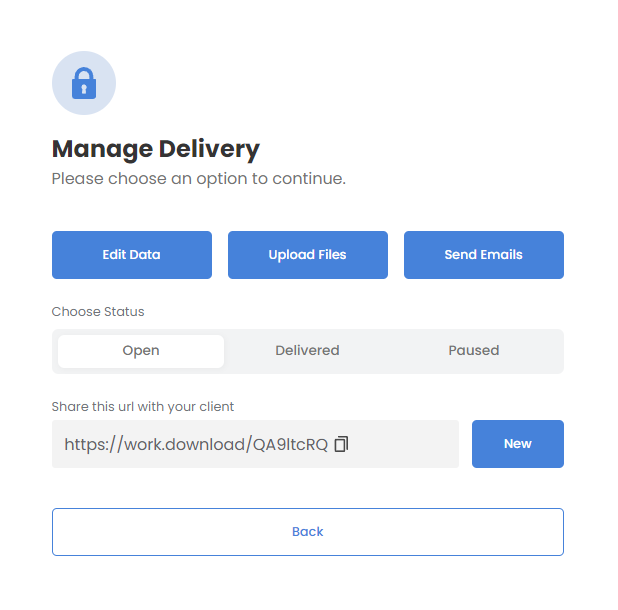 Manage Delivery
Please choose an option to continue.
Edit Data Upload Files Send Emails
Choose Status
Open Delivered Paused
Share this url with your client
https://work.download/QA9ltcRQ New
Back